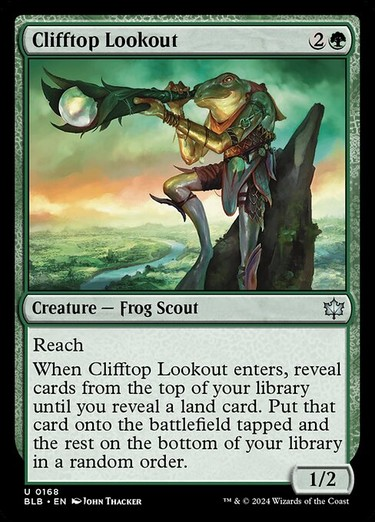 Clifftop Lookout 2
Creature — Frog Scout
Reach
When Clifftop Lookout enters, reveal
cards from the top of your library
until you reveal a land card. Put that
card onto the battlefield tapped and
the rest on the bottom of your library
in a random order.
1/2
U 0168
BLB • EN John Thacker
™ & © 2024 Wizards of the Coast